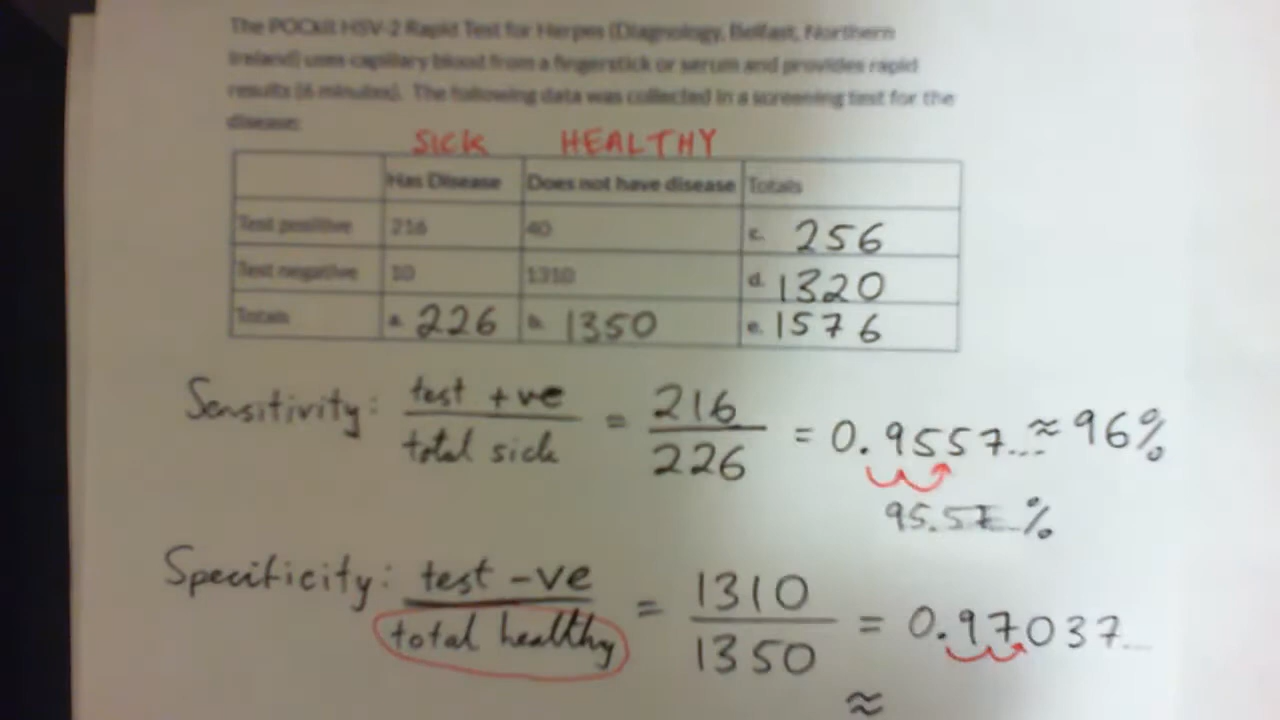 The POCkit HSV-2 Rapid Test for Herpes (Diagnology, Belfast, Northern
Ireland) uses capillary blood from a fingerstick or serum and provides rapid
results (6 minutes). The following data was collected in a screening test for the
disease:
SICK HEALTHY
Has Disease Does not have disease Totals
Test positive 216 40 c. 256
Test negative 10 1310 d. 1320
Totals a. 226 b. 1350 e. 1576
Sensitivity: test +ve / total sick = 216 / 226 = 0.9557... ≈ 96%
95.57 %
Specificity: test -ve / total healthy = 1310 / 1350 = 0.97037...
≈